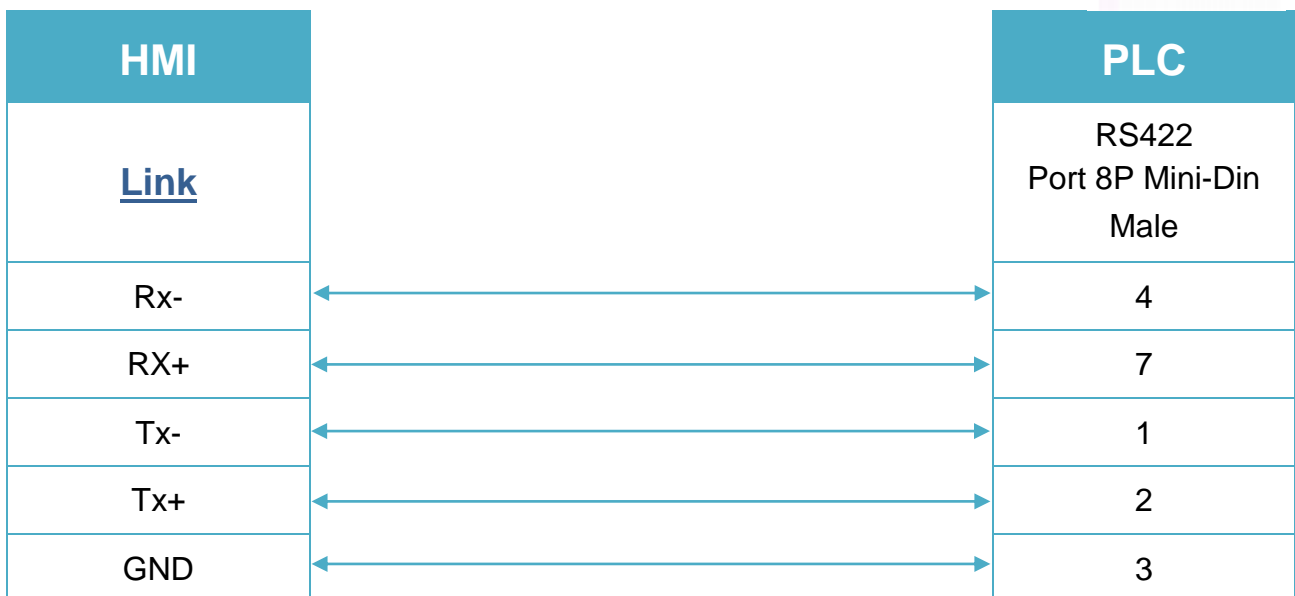 HMI PLC
Link
RS422
Port 8P Mini-Din
Male
Rx- 4
RX+ 7
Tx- 1
Tx+ 2
GND 3